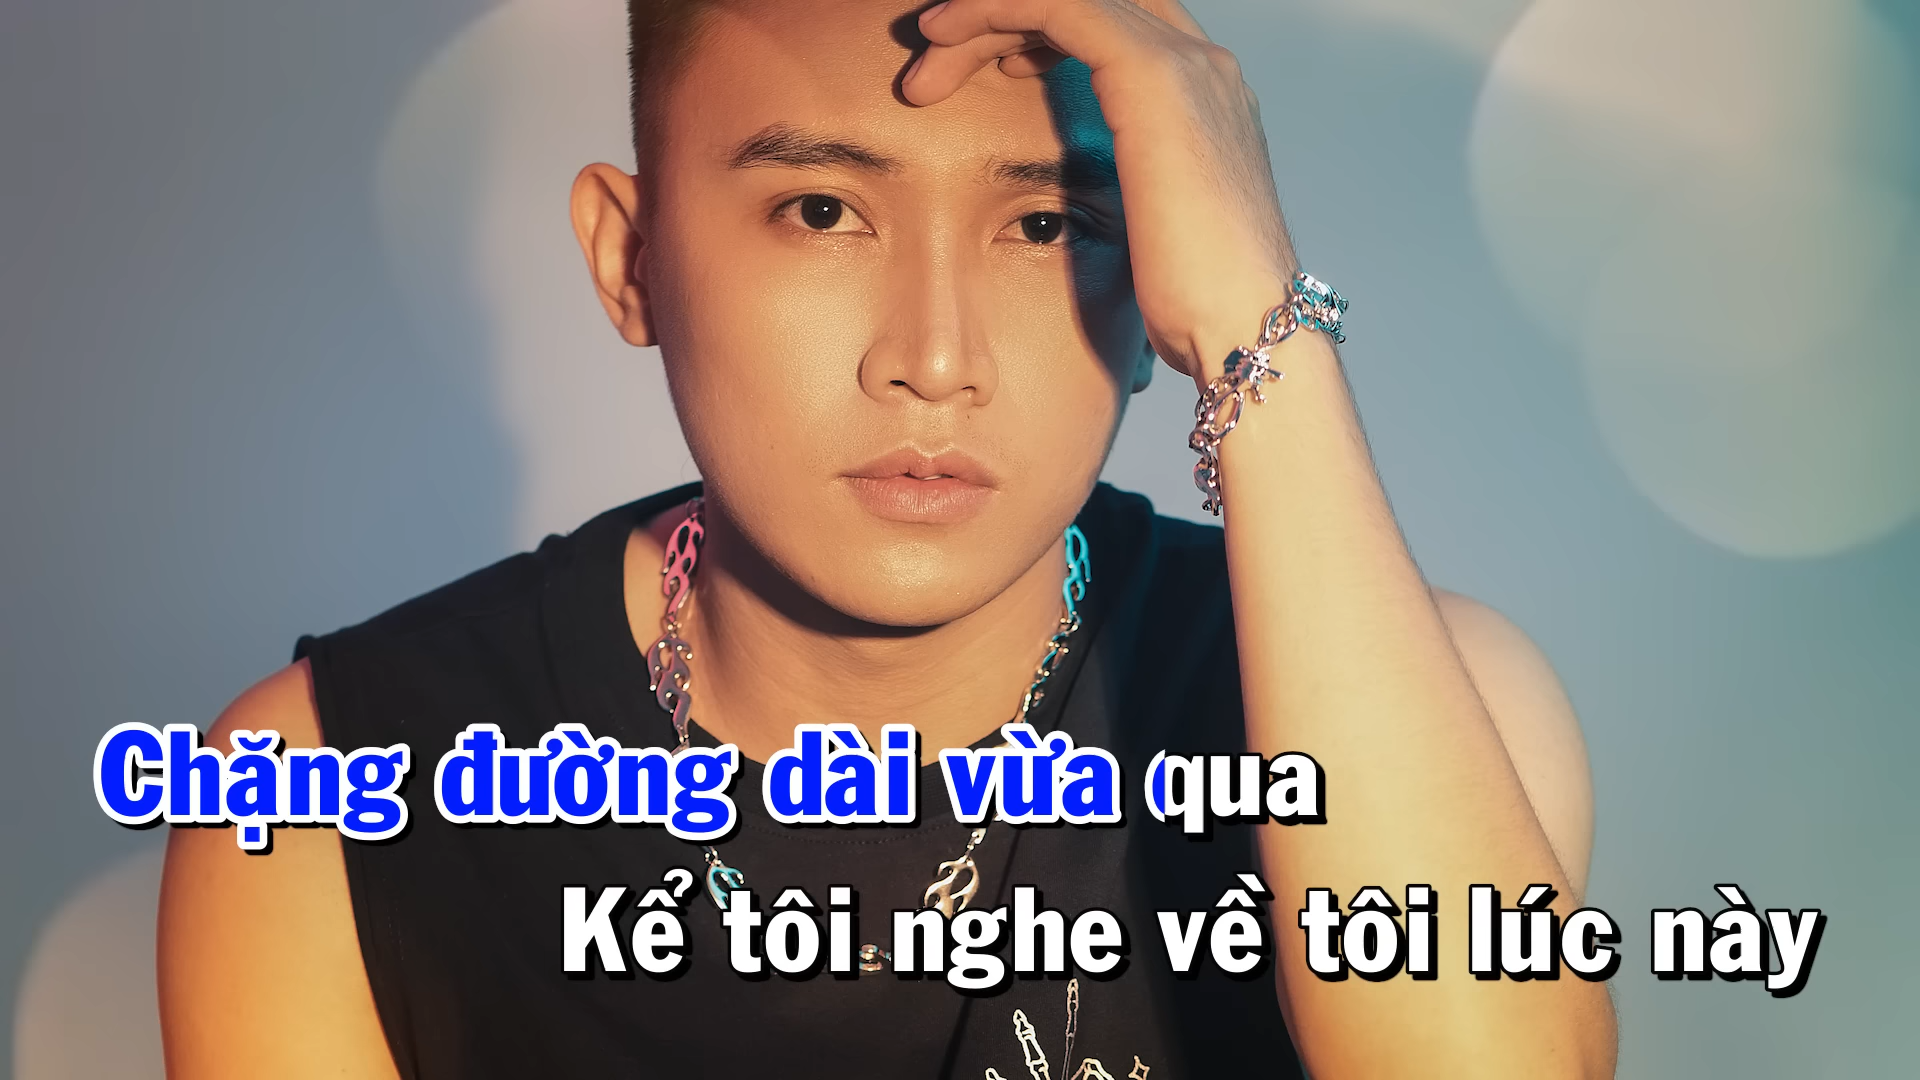 Chặng đường dài vừa qua
Kể tôi nghe về tôi lúc này